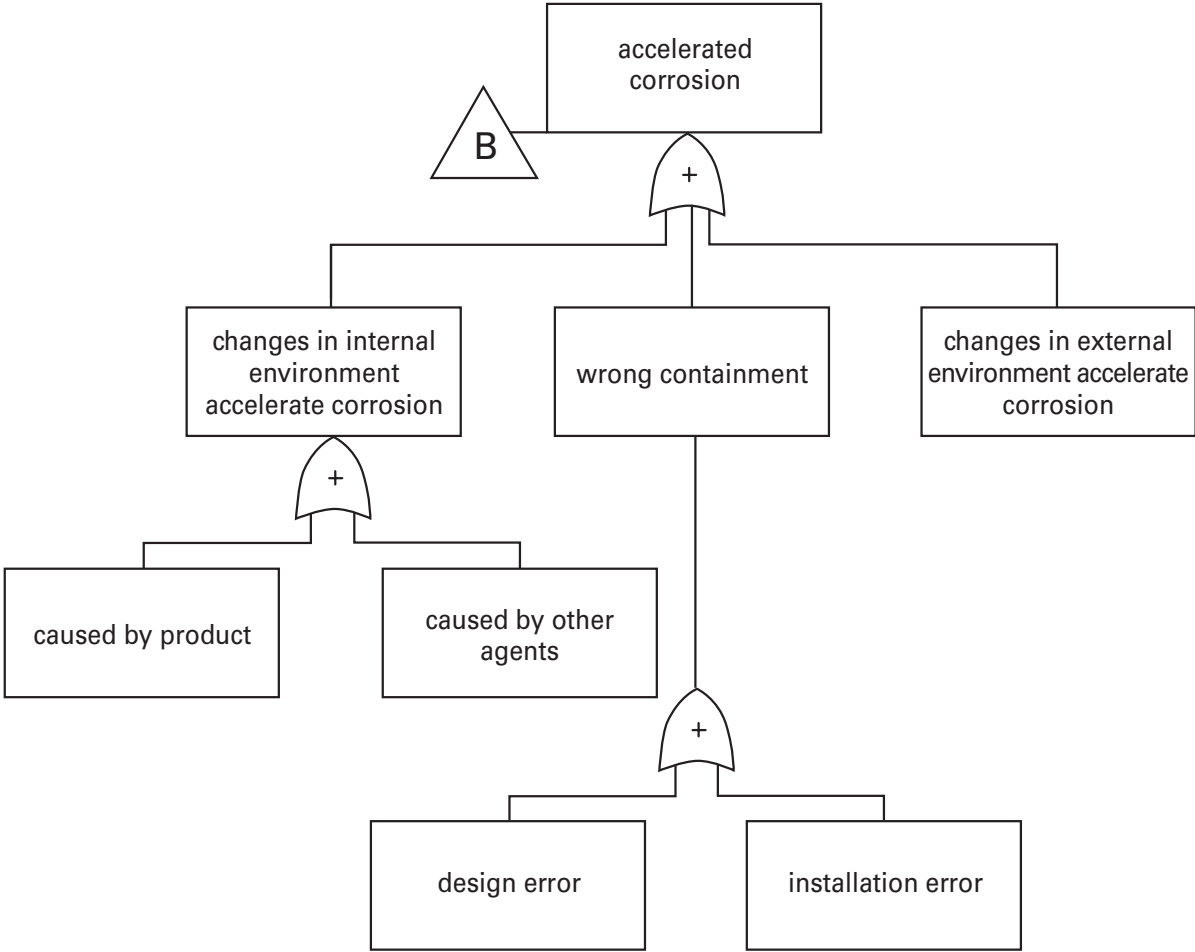 accelerated
corrosion
B
+
changes in internal
environment
accelerate corrosion
wrong containment
changes in external
environment accelerate
corrosion
+
caused by product
caused by other
agents
+
design error
installation error